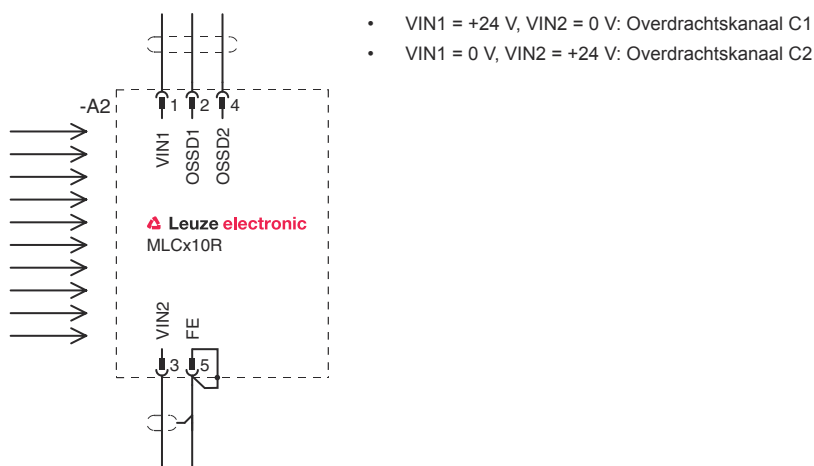 • VIN1 = +24 V, VIN2 = 0 V: Overdrachtskanaal C1
• VIN1 = 0 V, VIN2 = +24 V: Overdrachtskanaal C2
-A2
1 2 4
VIN1 OSSD1 OSSD2
Leuze electronic
MLCx10R
VIN2 FE
3 5